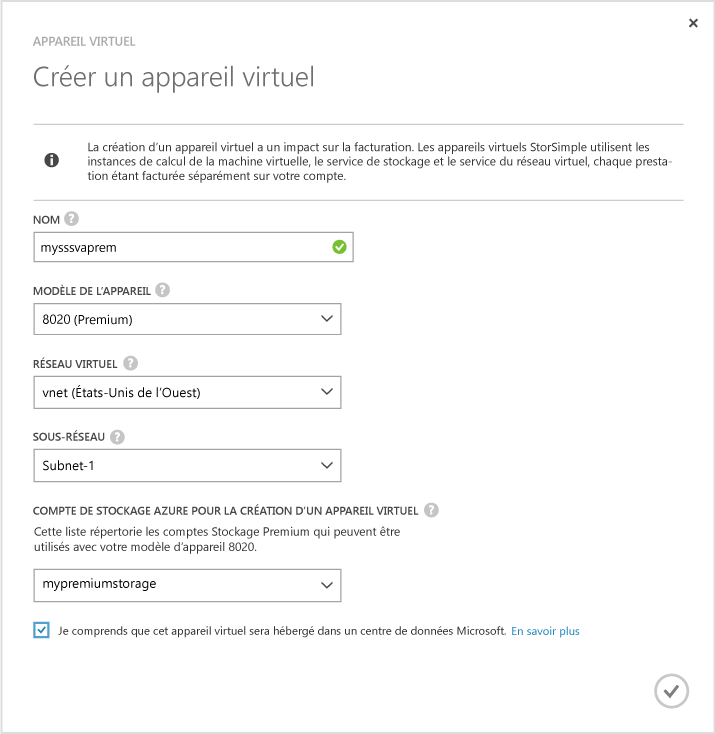 APPAREIL VIRTUEL
Créer un appareil virtuel
La création d'un appareil virtuel a un impact sur la facturation. Les appareils virtuels StorSimple utilisent les
instances de calcul de la machine virtuelle, le service de stockage et le service du réseau virtuel, chaque presta-
tion étant facturée séparément sur votre compte.
NOM ?
mysssvaprem
MODÈLE DE L'APPAREIL ?
8020 (Premium)
RÉSEAU VIRTUEL ?
vnet (États-Unis de l'Ouest)
SOUS-RÉSEAU ?
Subnet-1
COMPTE DE STOCKAGE AZURE POUR LA CRÉATION D'UN APPAREIL VIRTUEL ?
Cette liste répertorie les comptes Stockage Premium qui peuvent être
utilisés avec votre modèle d'appareil 8020.
mypremiumstorage
Je comprends que cet appareil virtuel sera hébergé dans un centre de données Microsoft. En savoir plus